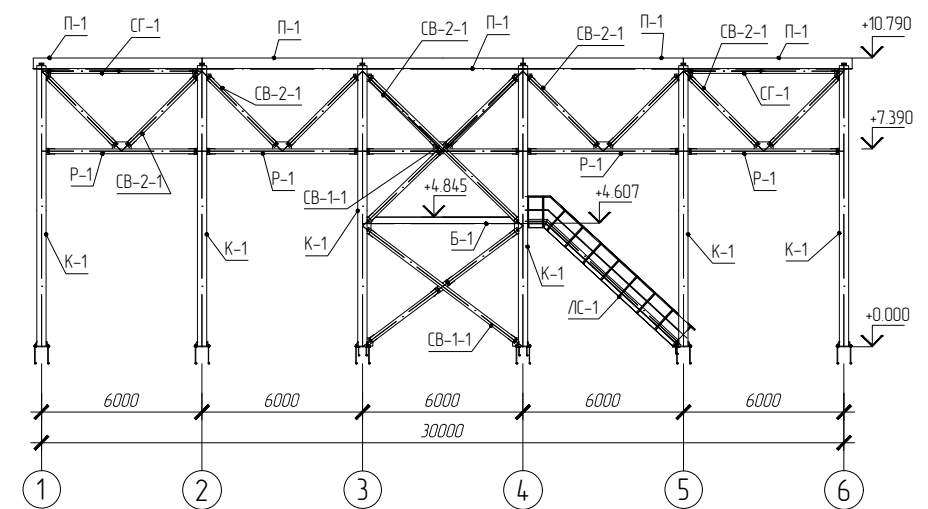 П-1
СГ-1
П-1
СВ-2-1
П-1
СВ-2-1
П-1
СВ-2-1
П-1
+10.790
СВ-2-1
СГ-1
+7.390
Р-1
СВ-2-1
Р-1
СВ-1-1
+4.845
Р-1
+4.607
Р-1
К-1
К-1
К-1
Б-1
К-1
К-1
К-1
ЛС-1
СВ-1-1
+0.000
6000
6000
6000
6000
6000
30000
1
2
3
4
5
6